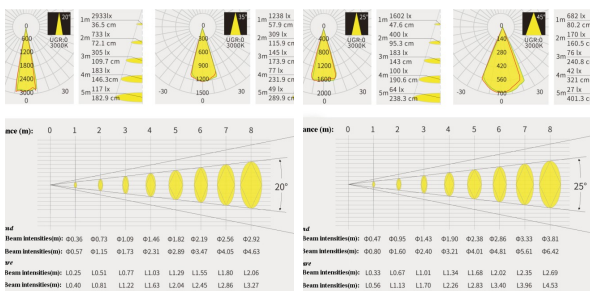 20°
UGR:0
3000K
0
600
1200
1800
2400
3000
30
0
1m 2933lx
36.5 cm
2m 733 lx
72.1 cm
3m 305 lx
109.7 cm
4m 183 lx
146.3cm
5m 117 lx
182.9 cm
35°
UGR:0
3000K
0
300
600
900
1200
1500
30
30
0
1m 1238 lx
57.9 cm
2m 309 lx
115.9 cm
3m 145 lx
173.9 cm
4m 77 lx
231.9 cm
5m 49 lx
289.9 cm
25°
UGR:0
3000K
0
400
800
1200
1600
2000
30
0
1m 1602 lx
47.6 cm
2m 400 lx
95.3 cm
3m 183 lx
143 cm
4m 100 lx
190.6 cm
5m 64 lx
238.3 cm
45°
UGR:0
3000K
0
140
280
420
560
700
30
30
0
1m 682 lx
80.2 cm
2m 170 lx
160.5 cm
3m 76 lx
240.8 cm
4m 42 lx
321 cm
5m 27 lx
401.3 c
nce (m): 0 1 2 3 4 5 6 7 8
20°
nd
Beam intensities(m): Φ0.36 Φ0.73 Φ1.09 Φ1.46 Φ1.82 Φ2.19 Φ2.56 Φ2.92
Beam intensities(m): Φ0.57 Φ1.15 Φ1.73 Φ2.31 Φ2.89 Φ3.47 Φ4.05 Φ4.63
are
Beam intensities(m): L0.25 L0.51 L0.77 L1.03 L1.29 L1.55 L1.80 L2.06
Beam intensities(m): L0.40 L0.81 L1.22 L1.63 L2.04 L2.45 L2.86 L3.27
ance (m): 0 1 2 3 4 5 6 7 8
25°
nd
Beam intensities(m): Φ0.47 Φ0.95 Φ1.43 Φ1.90 Φ2.38 Φ2.86 Φ3.33 Φ3.81
Beam intensities(m): Φ0.80 Φ1.60 Φ2.40 Φ3.21 Φ4.01 Φ4.81 Φ5.61 Φ6.42
are
Beam intensities(m): L0.33 L0.67 L1.01 L1.34 L1.68 L2.02 L2.35 L2.69
Beam intensities(m): L0.56 L1.13 L1.70 L2.26 L2.83 L3.40 L3.96 L4.53